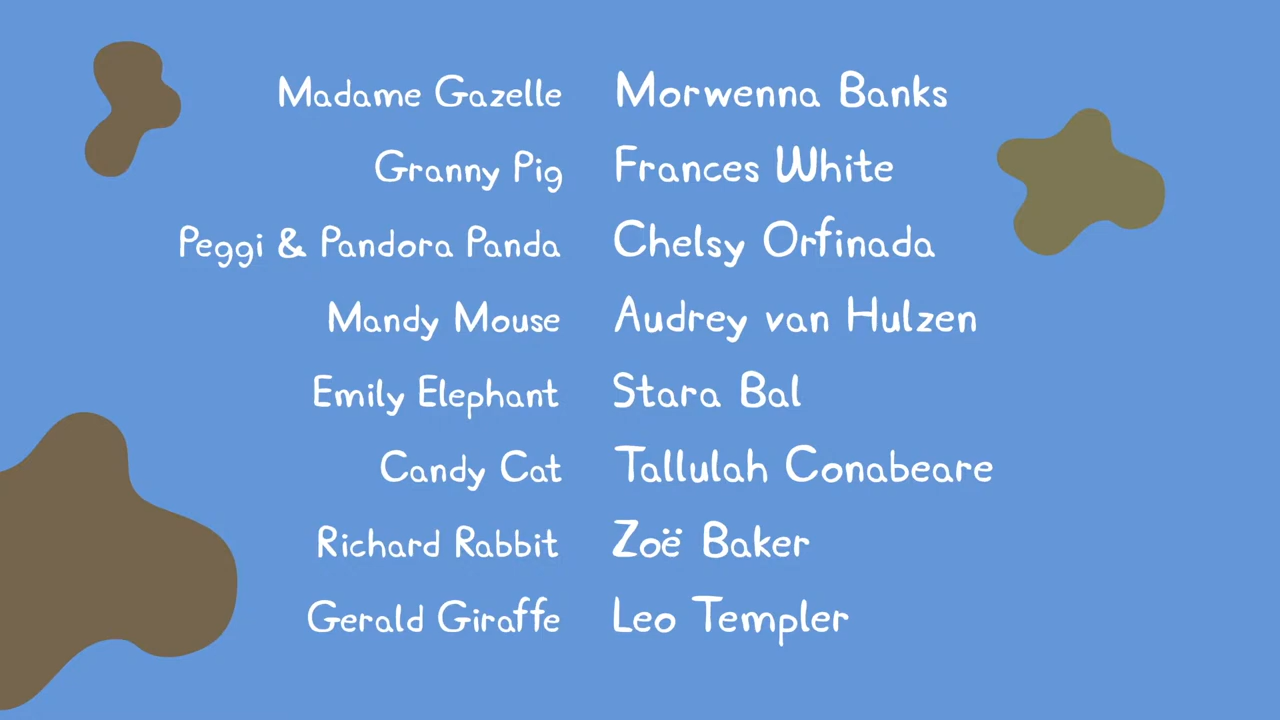 Madame Gazelle Morwenna Banks
Granny Pig Frances White
Peggi & Pandora Panda Chelsy Orfinada
Mandy Mouse Audrey van Hulzen
Emily Elephant Stara Bal
Candy Cat Tallulah Conabeare
Richard Rabbit Zoë Baker
Gerald Giraffe Leo Templer